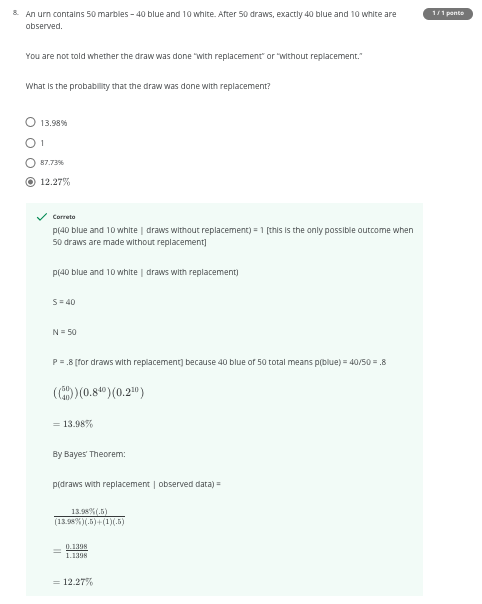 8. An urn contains 50 marbles – 40 blue and 10 white. After 50 draws, exactly 40 blue and 10 white are
observed.
1 / 1 ponto
You are not told whether the draw was done "with replacement" or "without replacement."
What is the probability that the draw was done with replacement?
13.98%
1
87.73%
12.27%
Correto
p(40 blue and 10 white | draws without replacement) = 1 [this is the only possible outcome when
50 draws are made without replacement]
p(40 blue and 10 white | draws with replacement)
S = 40
N = 50
P = .8 [for draws with replacement] because 40 blue of 50 total means p(blue) = 40/50 = .8
((50 40))(0.8^40)(0.2^10)
= 13.98%
By Bayes' Theorem:
p(draws with replacement | observed data) =
13.98%(.5)
(13.98%)(.5)+(1)(.5)
= 0.1398
1.1398
= 12.27%